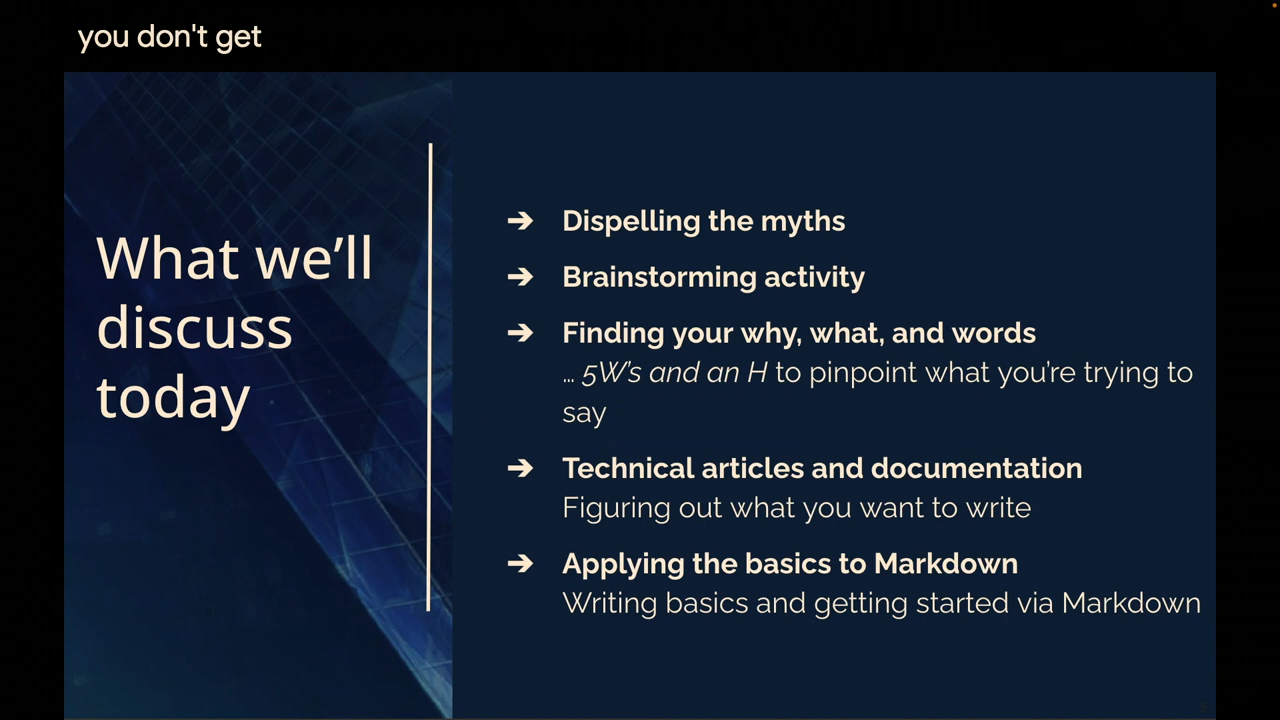 you don't get
What we’ll
discuss
today
➔ Dispelling the myths
➔ Brainstorming activity
➔ Finding your why, what, and words
… 5W’s and an H to pinpoint what you’re trying to
say
➔ Technical articles and documentation
Figuring out what you want to write
➔ Applying the basics to Markdown
Writing basics and getting started via Markdown